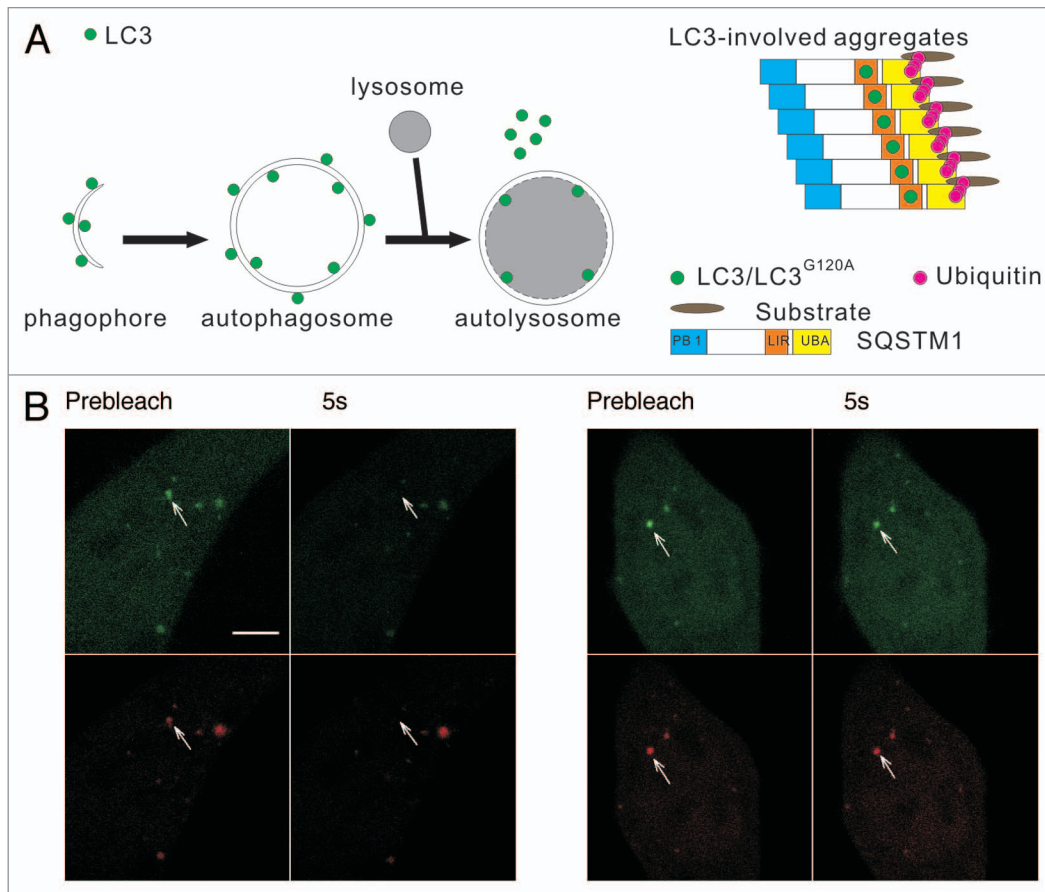 A
LC3
lysosome
phagophore
autophagosome
autolysosome
LC3-involved aggregates
LC3/LC3G120A
Ubiquitin
Substrate
PB 1
LIR
UBA
SQSTM1
B
Prebleach
5s
Prebleach
5s